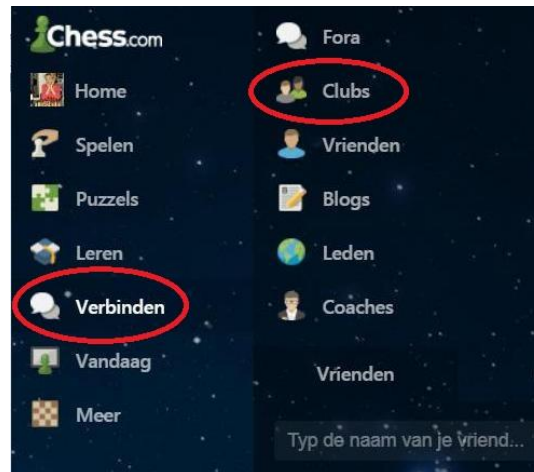 Chess.com
Home
Spelen
Puzzels
Leren
Verbinden
Vandaag
Meer
Fora
Clubs
Vrienden
Blogs
Leden
Coaches
Vrienden
Typ de naam van je vriend...